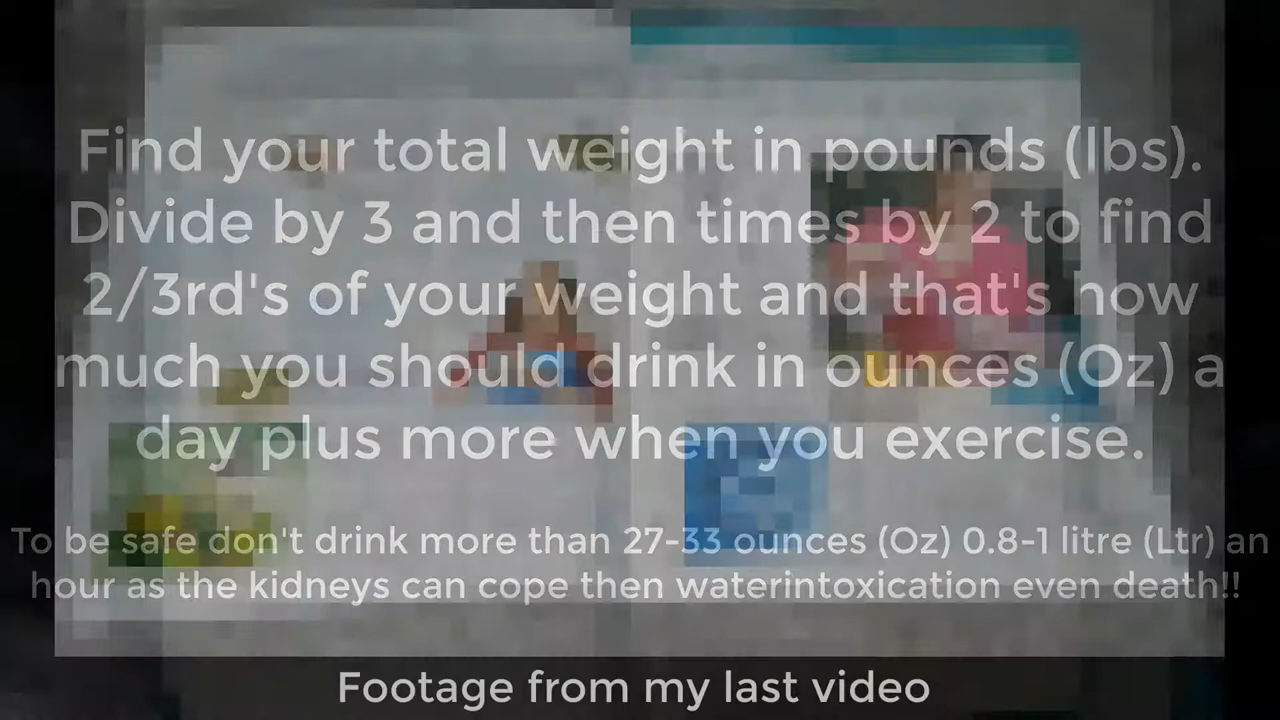 Find your total weight in pounds (lbs).
Divide by 3 and then times by 2 to find
2/3rd's of your weight and that's how
much you should drink in ounces (Oz) a
day plus more when you exercise.
To be safe don't drink more than 27-33 ounces (Oz) 0.8-1 litre (Ltr) an
hour as the kidneys can cope then waterintoxication even death!!
Footage from my last video